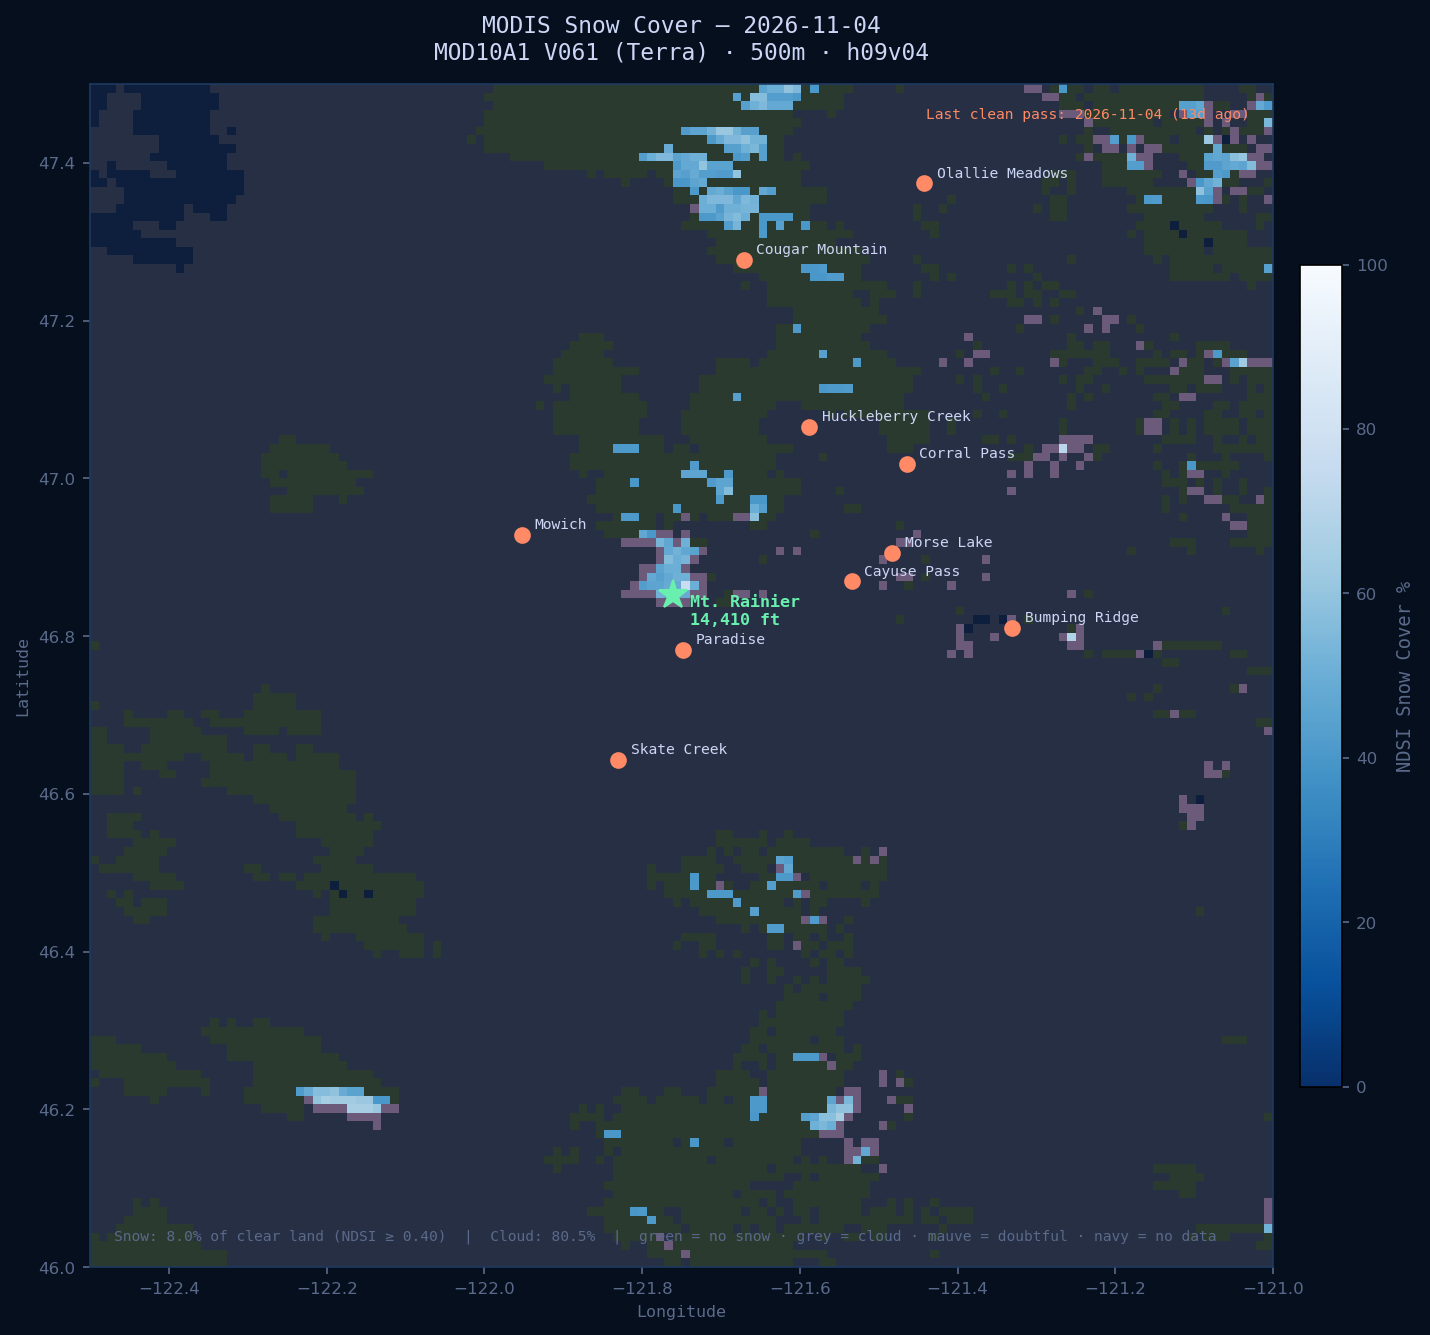 MODIS Snow Cover — 2026-11-04
MOD10A1 V061 (Terra) · 500m · h09v04
Last clean pass: 2026-11-04 (13d ago)
Olallie Meadows
Cougar Mountain
Huckleberry Creek
Corral Pass
Mowich
Morse Lake
Cayuse Pass
Mt. Rainier
14,410 ft
Bumping Ridge
Paradise
Skate Creek
Snow: 8.0% of clear land (NDSI ≥ 0.40) | Cloud: 80.5% | green = no snow · grey = cloud · mauve = doubtful · navy = no data
47.4
47.2
47.0
46.8
46.6
46.4
46.2
46.0
Latitude
−122.4
−122.2
−122.0
−121.8
−121.6
−121.4
−121.2
−121.0
Longitude
100
80
60
40
20
0
NDSI Snow Cover %